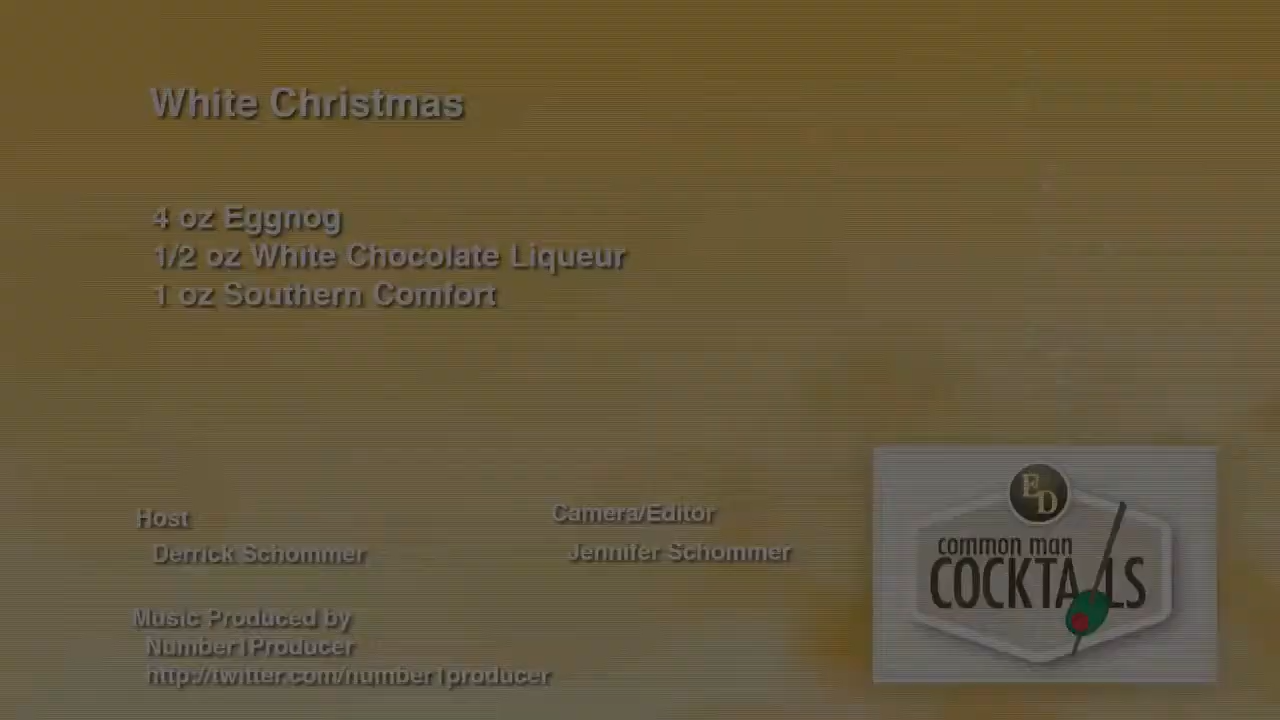 White Christmas
4 oz Eggnog
1/2 oz White Chocolate Liqueur
1 oz Southern Comfort
Host
Derrick Schommer
Camera/Editor
Jennifer Schommer
Music Produced by
Number1Producer
http://twitter.com/number1producer
ED
common man
COCKTAILS